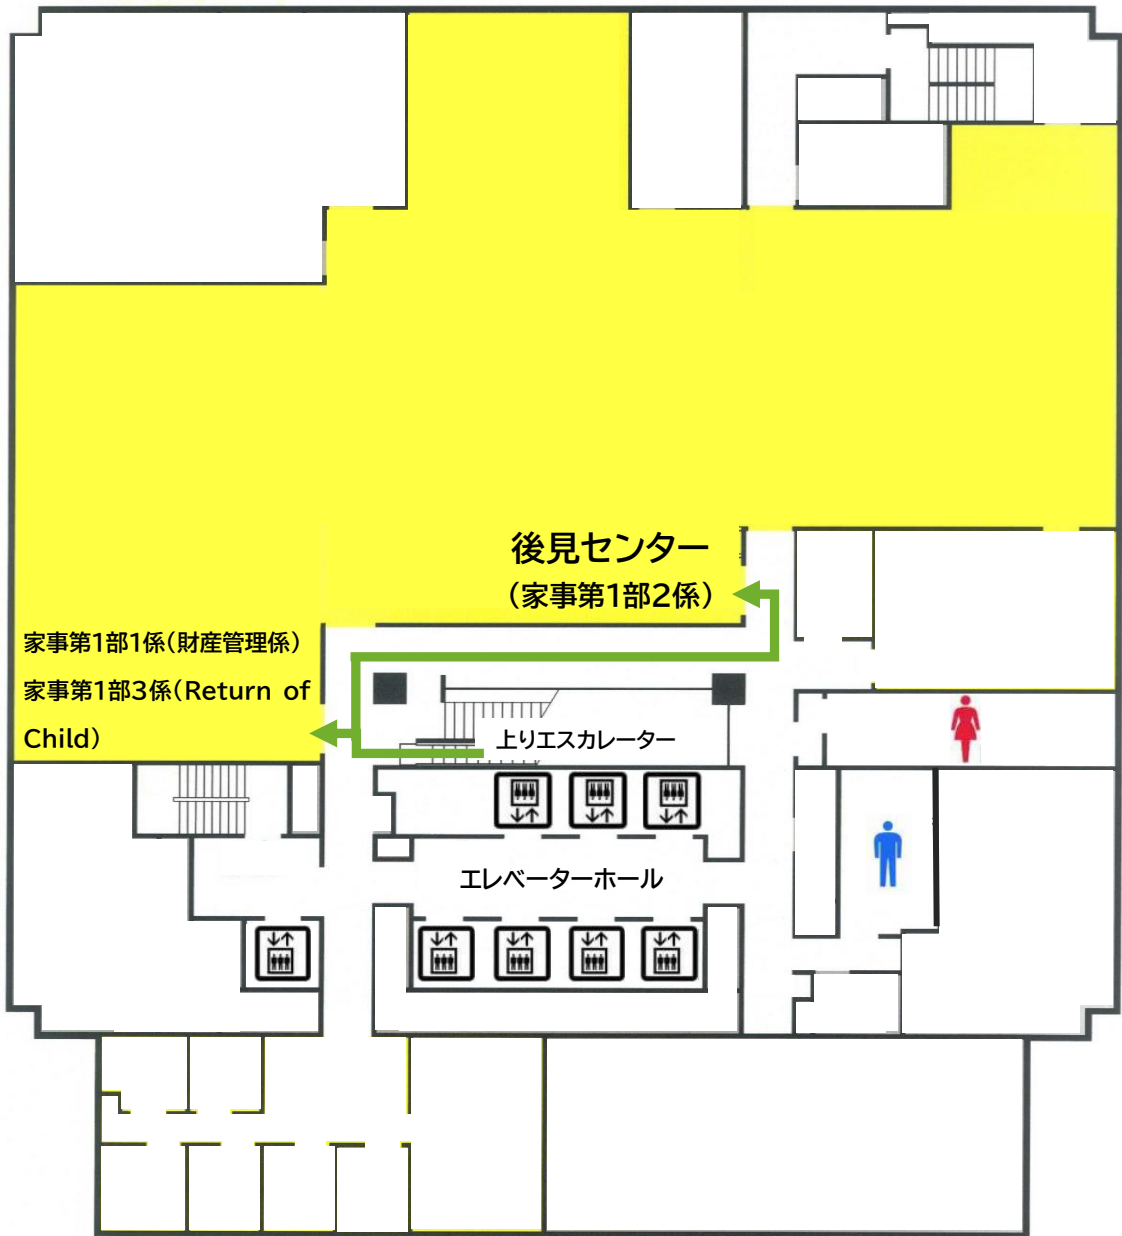 後見センター
（家事第1部2係）
家事第1部1係（財産管理係）
家事第1部3係（Return of
Child）
上りエスカレーター
エレベーターホール